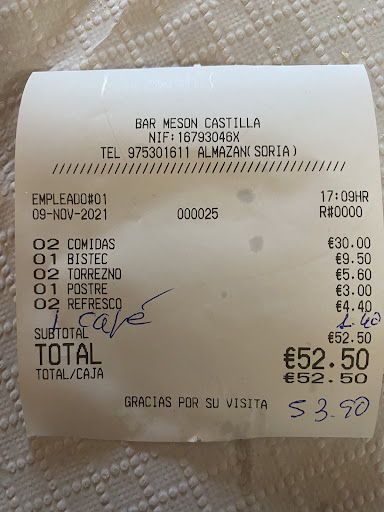 BAR MESON CASTILLA
NIF:16793046X
TEL 975301611 ALMAZAN(SORIA)
////////////////////////////////////////
EMPLEADO#01 17:09HR
09-NOV-2021 000025 R#0000
02 COMIDAS €30.00
01 BISTEC €9.50
02 TORREZNO €5.60
01 POSTRE €3.00
02 REFRESCO €4.40
1 café 1.40
SUBTOTAL €52.50
TOTAL €52.50
TOTAL/CAJA €52.50
GRACIAS POR SU VISITA 53.90